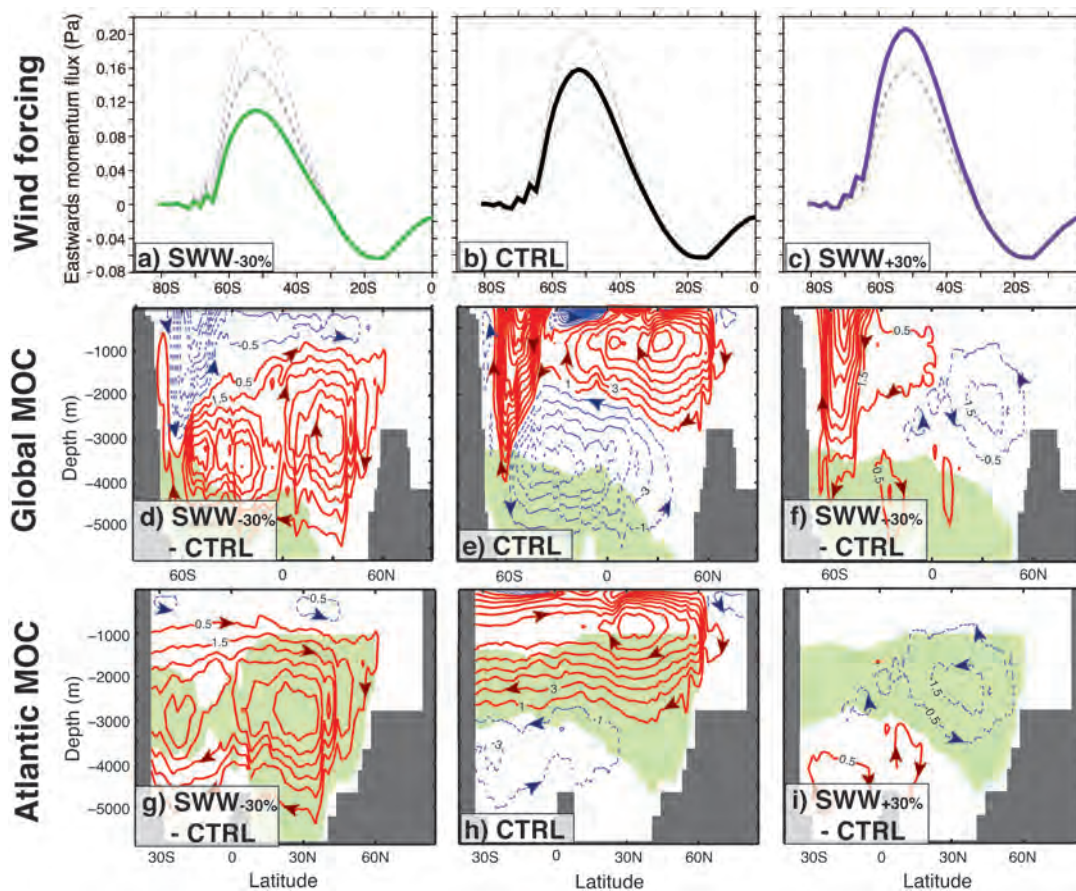 Wind forcing
Eastwards momentum flux (Pa)
0.20
0.16
0.12
0.08
0.04
0
- 0.04
- 0.08
a) SWW-30%
b) CTRL
c) SWW+30%
80S 60S 40S 20S 0
80S 60S 40S 20S 0
80S 60S 40S 20S 0
Global MOC
Depth (m)
−1000
−2000
−3000
−4000
−5000
-0.5
0.5
1.5
d) SWW-30%
- CTRL
1
3
-3
-1
e) CTRL
0.5
1.5
-1.5
-0.5
0.5
f) SWW+30%
- CTRL
60S 0 60N
60S 0 60N
60S 0 60N
Atlantic MOC
Depth (m)
−1000
−2000
−3000
−4000
−5000
0.5
-0.5
1.5
g) SWW-30%
- CTRL
3
-1
-1
-3
h) CTRL
-1.5
-0.5
0.5
i) SWW+30%
- CTRL
30S 0 30N 60N
30S 0 30N 60N
30S 0 30N 60N
Latitude
Latitude
Latitude